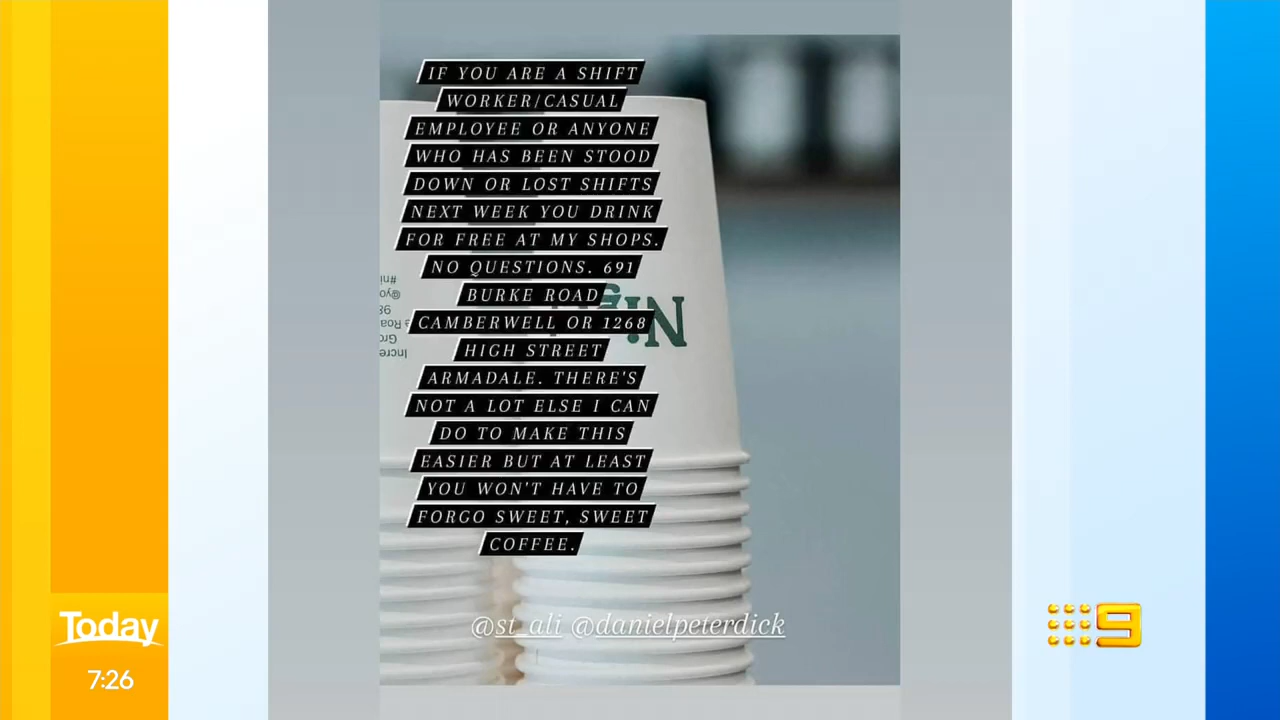 IF YOU ARE A SHIFT
WORKER/CASUAL
EMPLOYEE OR ANYONE
WHO HAS BEEN STOOD
DOWN OR LOST SHIFTS
NEXT WEEK YOU DRINK
FOR FREE AT MY SHOPS.
NO QUESTIONS. 691
BURKE ROAD
CAMBERWELL OR 1268
HIGH STREET
ARMADALE. THERE'S
NOT A LOT ELSE I CAN
DO TO MAKE THIS
EASIER BUT AT LEAST
YOU WON'T HAVE TO
FORGO SWEET, SWEET
COFFEE.
@st_ali @danielpeterdick
Today
7:26
9